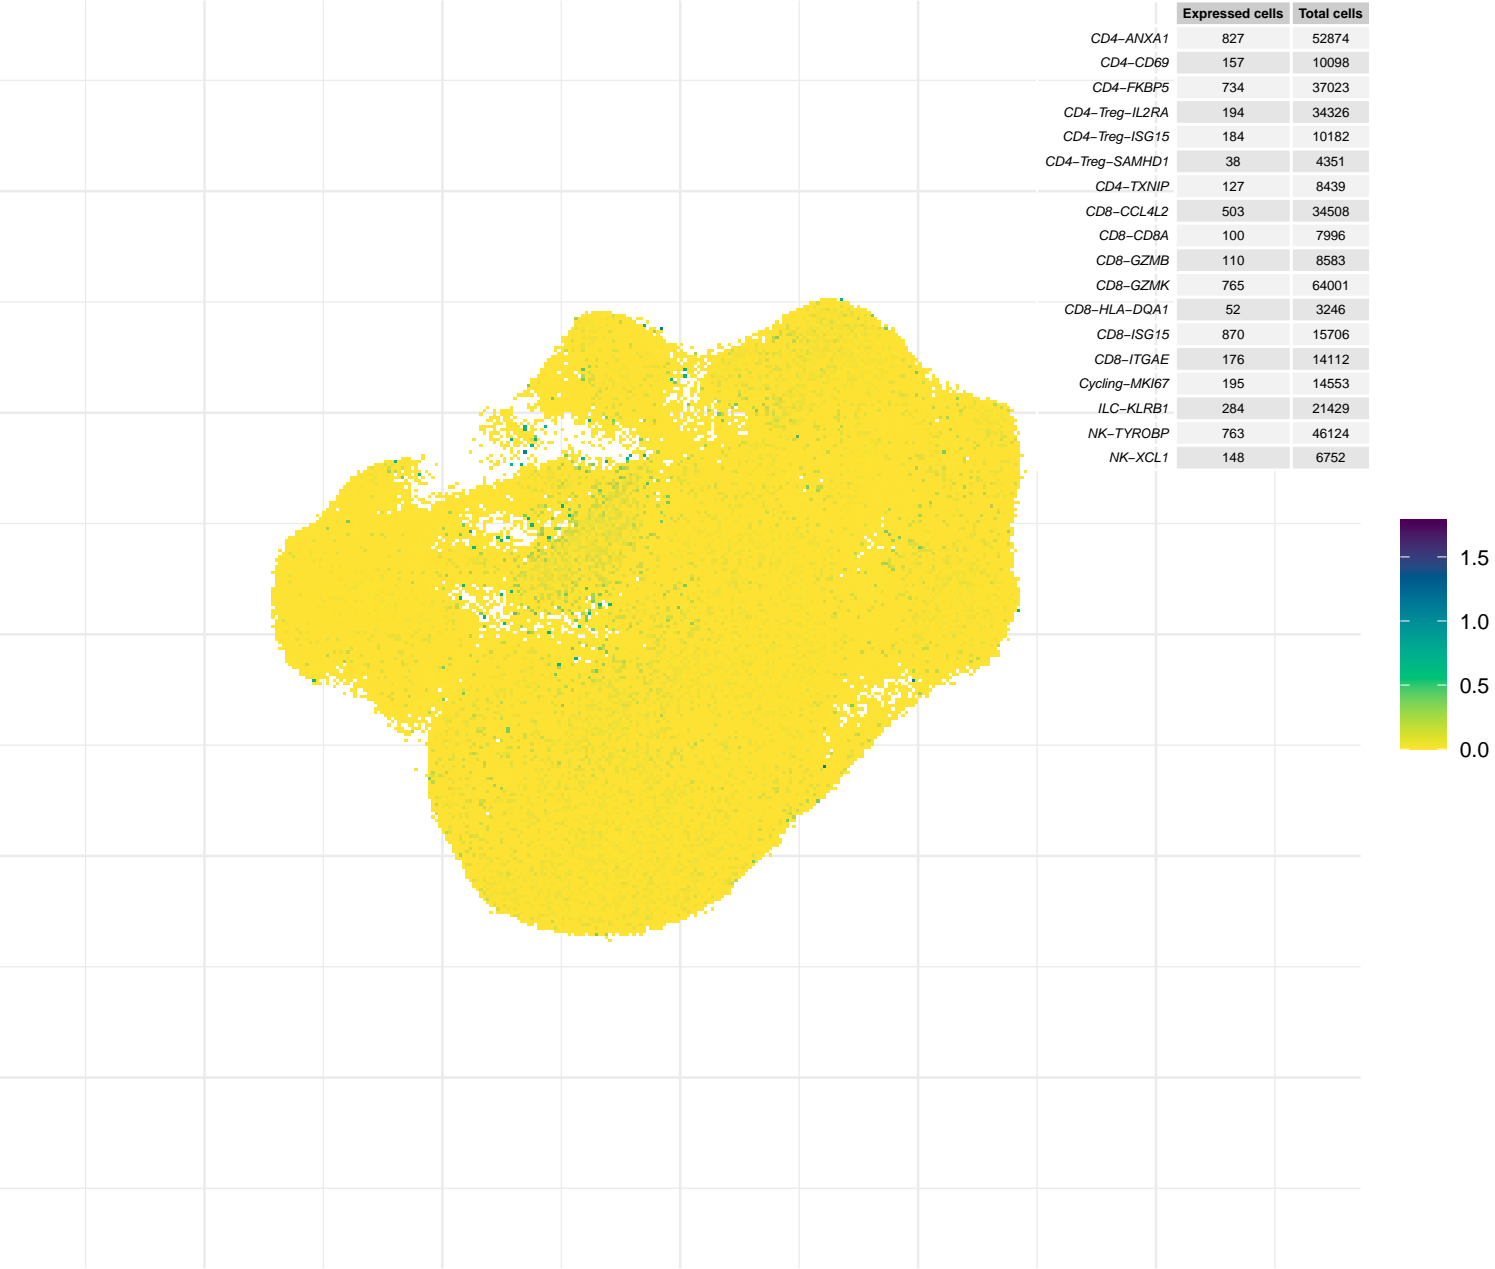 Expressed cells Total cells
CD4−ANXA1 827 52874
CD4−CD69 157 10098
CD4−FKBP5 734 37023
CD4−Treg−IL2RA 194 34326
CD4−Treg−ISG15 184 10182
CD4−Treg−SAMHD1 38 4351
CD4−TXNIP 127 8439
CD8−CCL4L2 503 34508
CD8−CD8A 100 7996
CD8−GZMB 110 8583
CD8−GZMK 765 64001
CD8−HLA−DQA1 52 3246
CD8−ISG15 870 15706
CD8−ITGAE 176 14112
Cycling−MKI67 195 14553
ILC−KLRB1 284 21429
NK−TYROBP 763 46124
NK−XCL1 148 6752
1.5
1.0
0.5
0.0